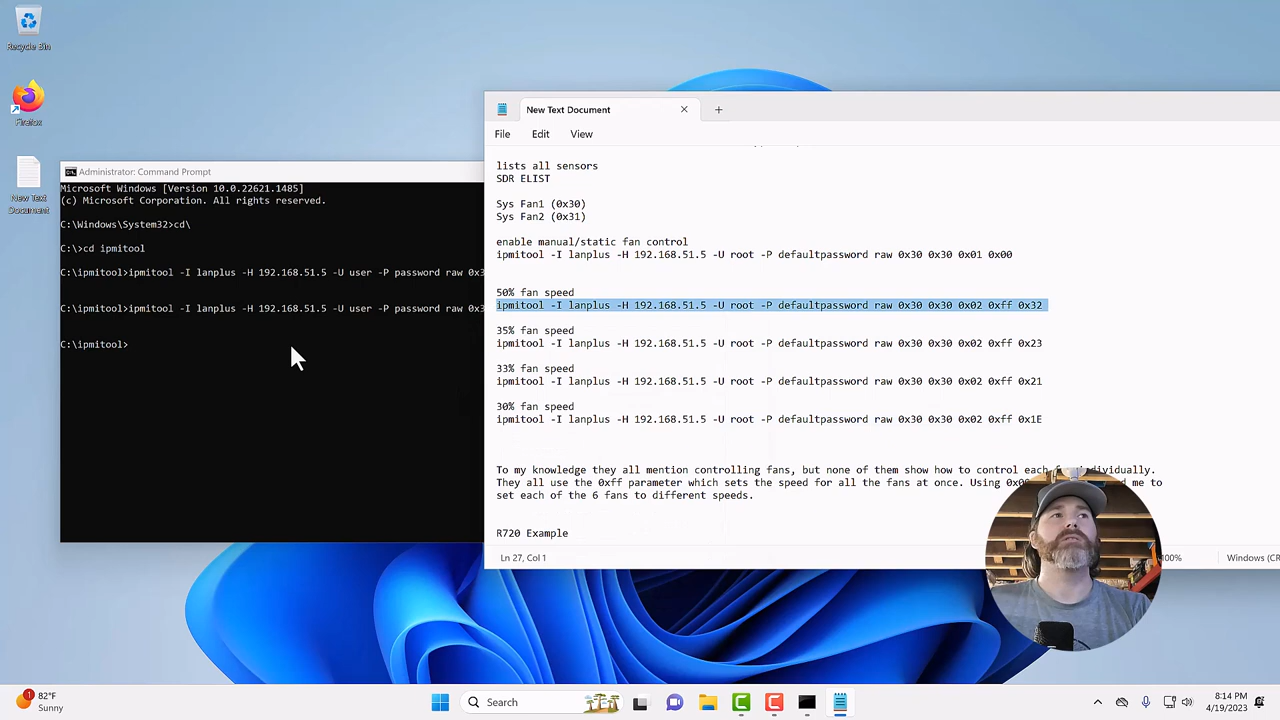 Recycle Bin
Firefox
New Text
Document
Administrator: Command Prompt
Microsoft Windows [Version 10.0.22621.1485]
(c) Microsoft Corporation. All rights reserved.
C:\Windows\System32>cd\
C:\>cd ipmitool
C:\ipmitool>ipmitool -I lanplus -H 192.168.51.5 -U user -P password raw 0x3
C:\ipmitool>ipmitool -I lanplus -H 192.168.51.5 -U user -P password raw 0x3
C:\ipmitool>
New Text Document
File Edit View
lists all sensors
SDR ELIST
Sys Fan1 (0x30)
Sys Fan2 (0x31)
enable manual/static fan control
ipmitool -I lanplus -H 192.168.51.5 -U root -P defaultpassword raw 0x30 0x30 0x01 0x00
50% fan speed
ipmitool -I lanplus -H 192.168.51.5 -U root -P defaultpassword raw 0x30 0x30 0x02 0xff 0x32
35% fan speed
ipmitool -I lanplus -H 192.168.51.5 -U root -P defaultpassword raw 0x30 0x30 0x02 0xff 0x23
33% fan speed
ipmitool -I lanplus -H 192.168.51.5 -U root -P defaultpassword raw 0x30 0x30 0x02 0xff 0x21
30% fan speed
ipmitool -I lanplus -H 192.168.51.5 -U root -P defaultpassword raw 0x30 0x30 0x02 0xff 0x1E
To my knowledge they all mention controlling fans, but none of them show how to control each individually.
They all use the 0xff parameter which sets the speed for all the fans at once. Using me to
set each of the 6 fans to different speeds.
R720 Example
Ln 27, Col 1
100%
Windows (CR
1
82°F
Sunny
Search
8:14 PM
4/19/2023